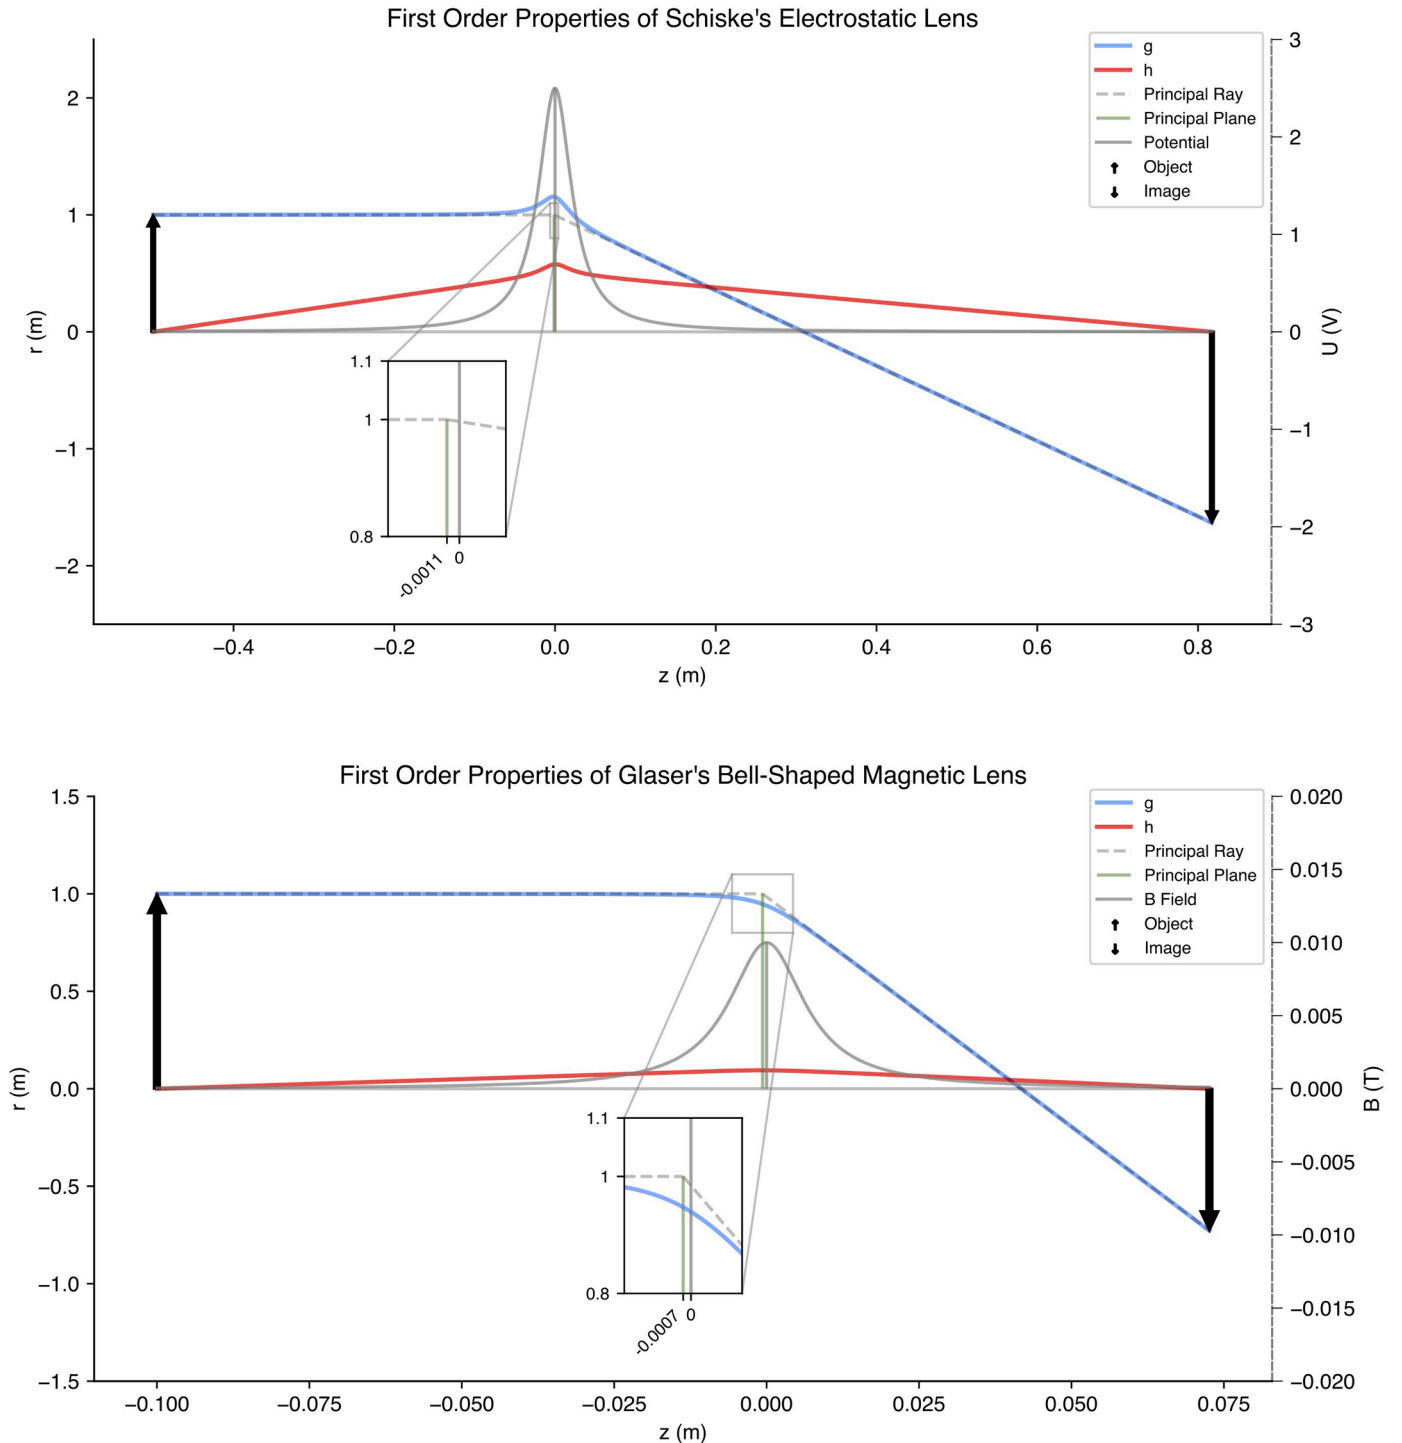 First Order Properties of Schiske's Electrostatic Lens
g
h
Principal Ray
Principal Plane
Potential
Object
Image
2
1
0
−1
−2
r (m)
3
2
1
0
−1
−2
−3
U (V)
1.1
1
0.8
-0.0011
0
−0.4
−0.2
0.0
0.2
0.4
0.6
0.8
z (m)
First Order Properties of Glaser's Bell-Shaped Magnetic Lens
g
h
Principal Ray
Principal Plane
B Field
Object
Image
1.5
1.0
0.5
0.0
−0.5
−1.0
−1.5
r (m)
0.020
0.015
0.010
0.005
0.000
−0.005
−0.010
−0.015
−0.020
B (T)
1.1
1
0.8
-0.0007
0
−0.100
−0.075
−0.050
−0.025
0.000
0.025
0.050
0.075
z (m)